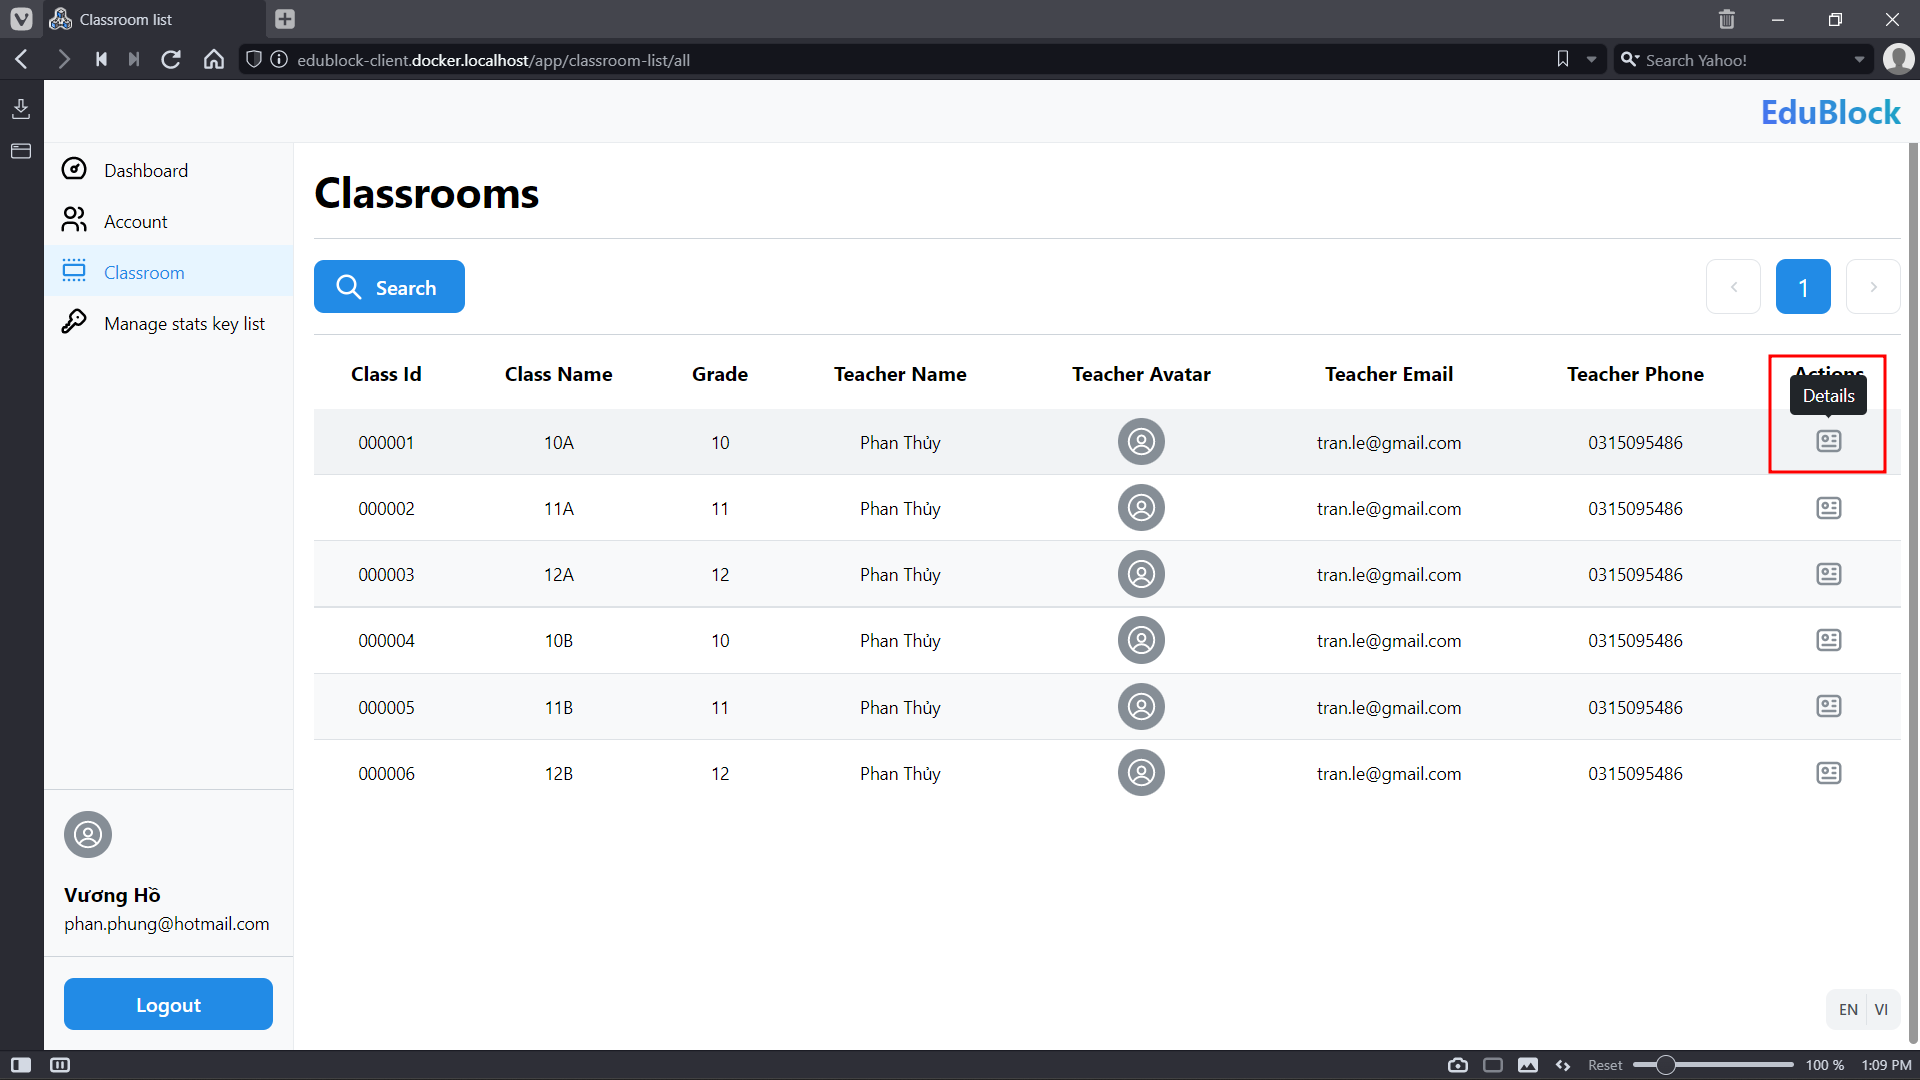 Classroom list
edublock-client.docker.localhost/app/classroom-list/all
Search Yahoo!
EduBlock
Dashboard
Account
Classroom
Manage stats key list
Classrooms
Search
1
Class Id Class Name Grade Teacher Name Teacher Avatar Teacher Email Teacher Phone Actions
Details
000001 10A 10 Phan Thủy tran.le@gmail.com 0315095486
000002 11A 11 Phan Thủy tran.le@gmail.com 0315095486
000003 12A 12 Phan Thủy tran.le@gmail.com 0315095486
000004 10B 10 Phan Thủy tran.le@gmail.com 0315095486
000005 11B 11 Phan Thủy tran.le@gmail.com 0315095486
000006 12B 12 Phan Thủy tran.le@gmail.com 0315095486
Vương Hồ
phan.phung@hotmail.com
Logout
EN VI
Reset 100 % 1:09 PM